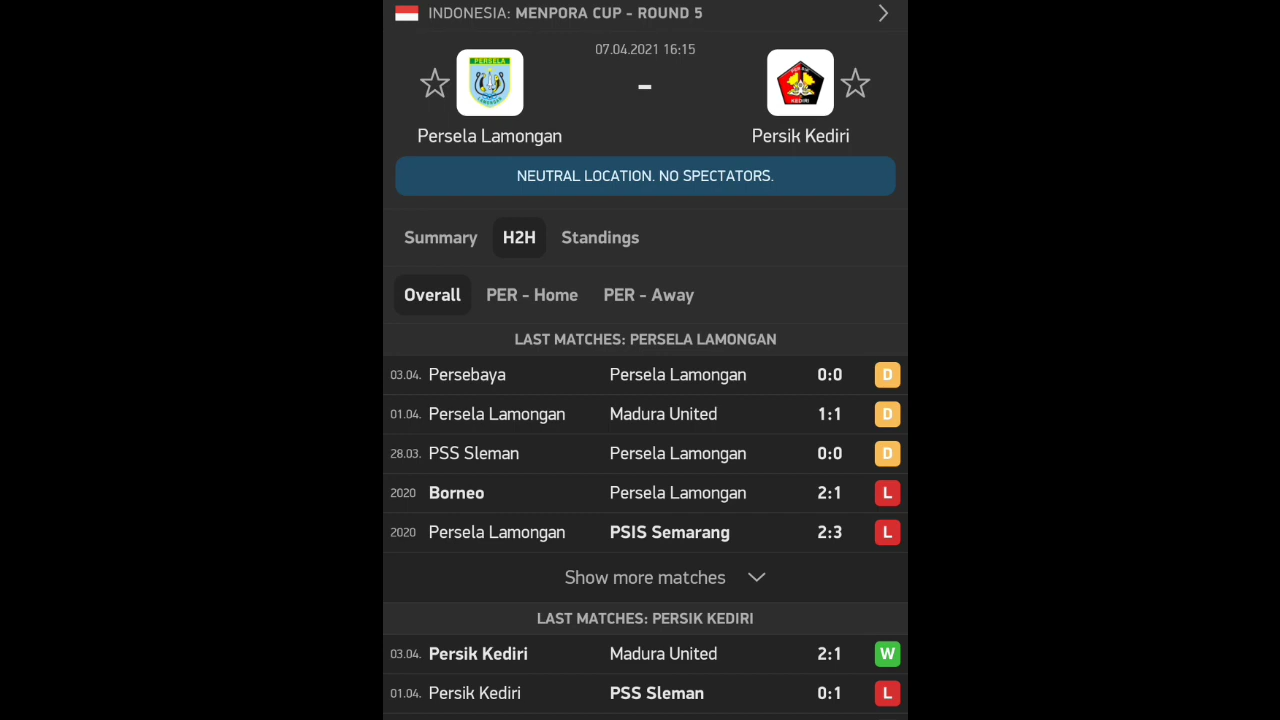 INDONESIA: MENPORA CUP - ROUND 5
07.04.2021 16:15
PERSELA
LAMONGAN
PERSIK
KEDIRI
-
Persela Lamongan
Persik Kediri
NEUTRAL LOCATION. NO SPECTATORS.
Summary H2H Standings
Overall PER - Home PER - Away
LAST MATCHES: PERSELA LAMONGAN
03.04. Persebaya Persela Lamongan 0:0 D
01.04. Persela Lamongan Madura United 1:1 D
28.03. PSS Sleman Persela Lamongan 0:0 D
2020 Borneo Persela Lamongan 2:1 L
2020 Persela Lamongan PSIS Semarang 2:3 L
Show more matches
LAST MATCHES: PERSIK KEDIRI
03.04. Persik Kediri Madura United 2:1 W
01.04. Persik Kediri PSS Sleman 0:1 L